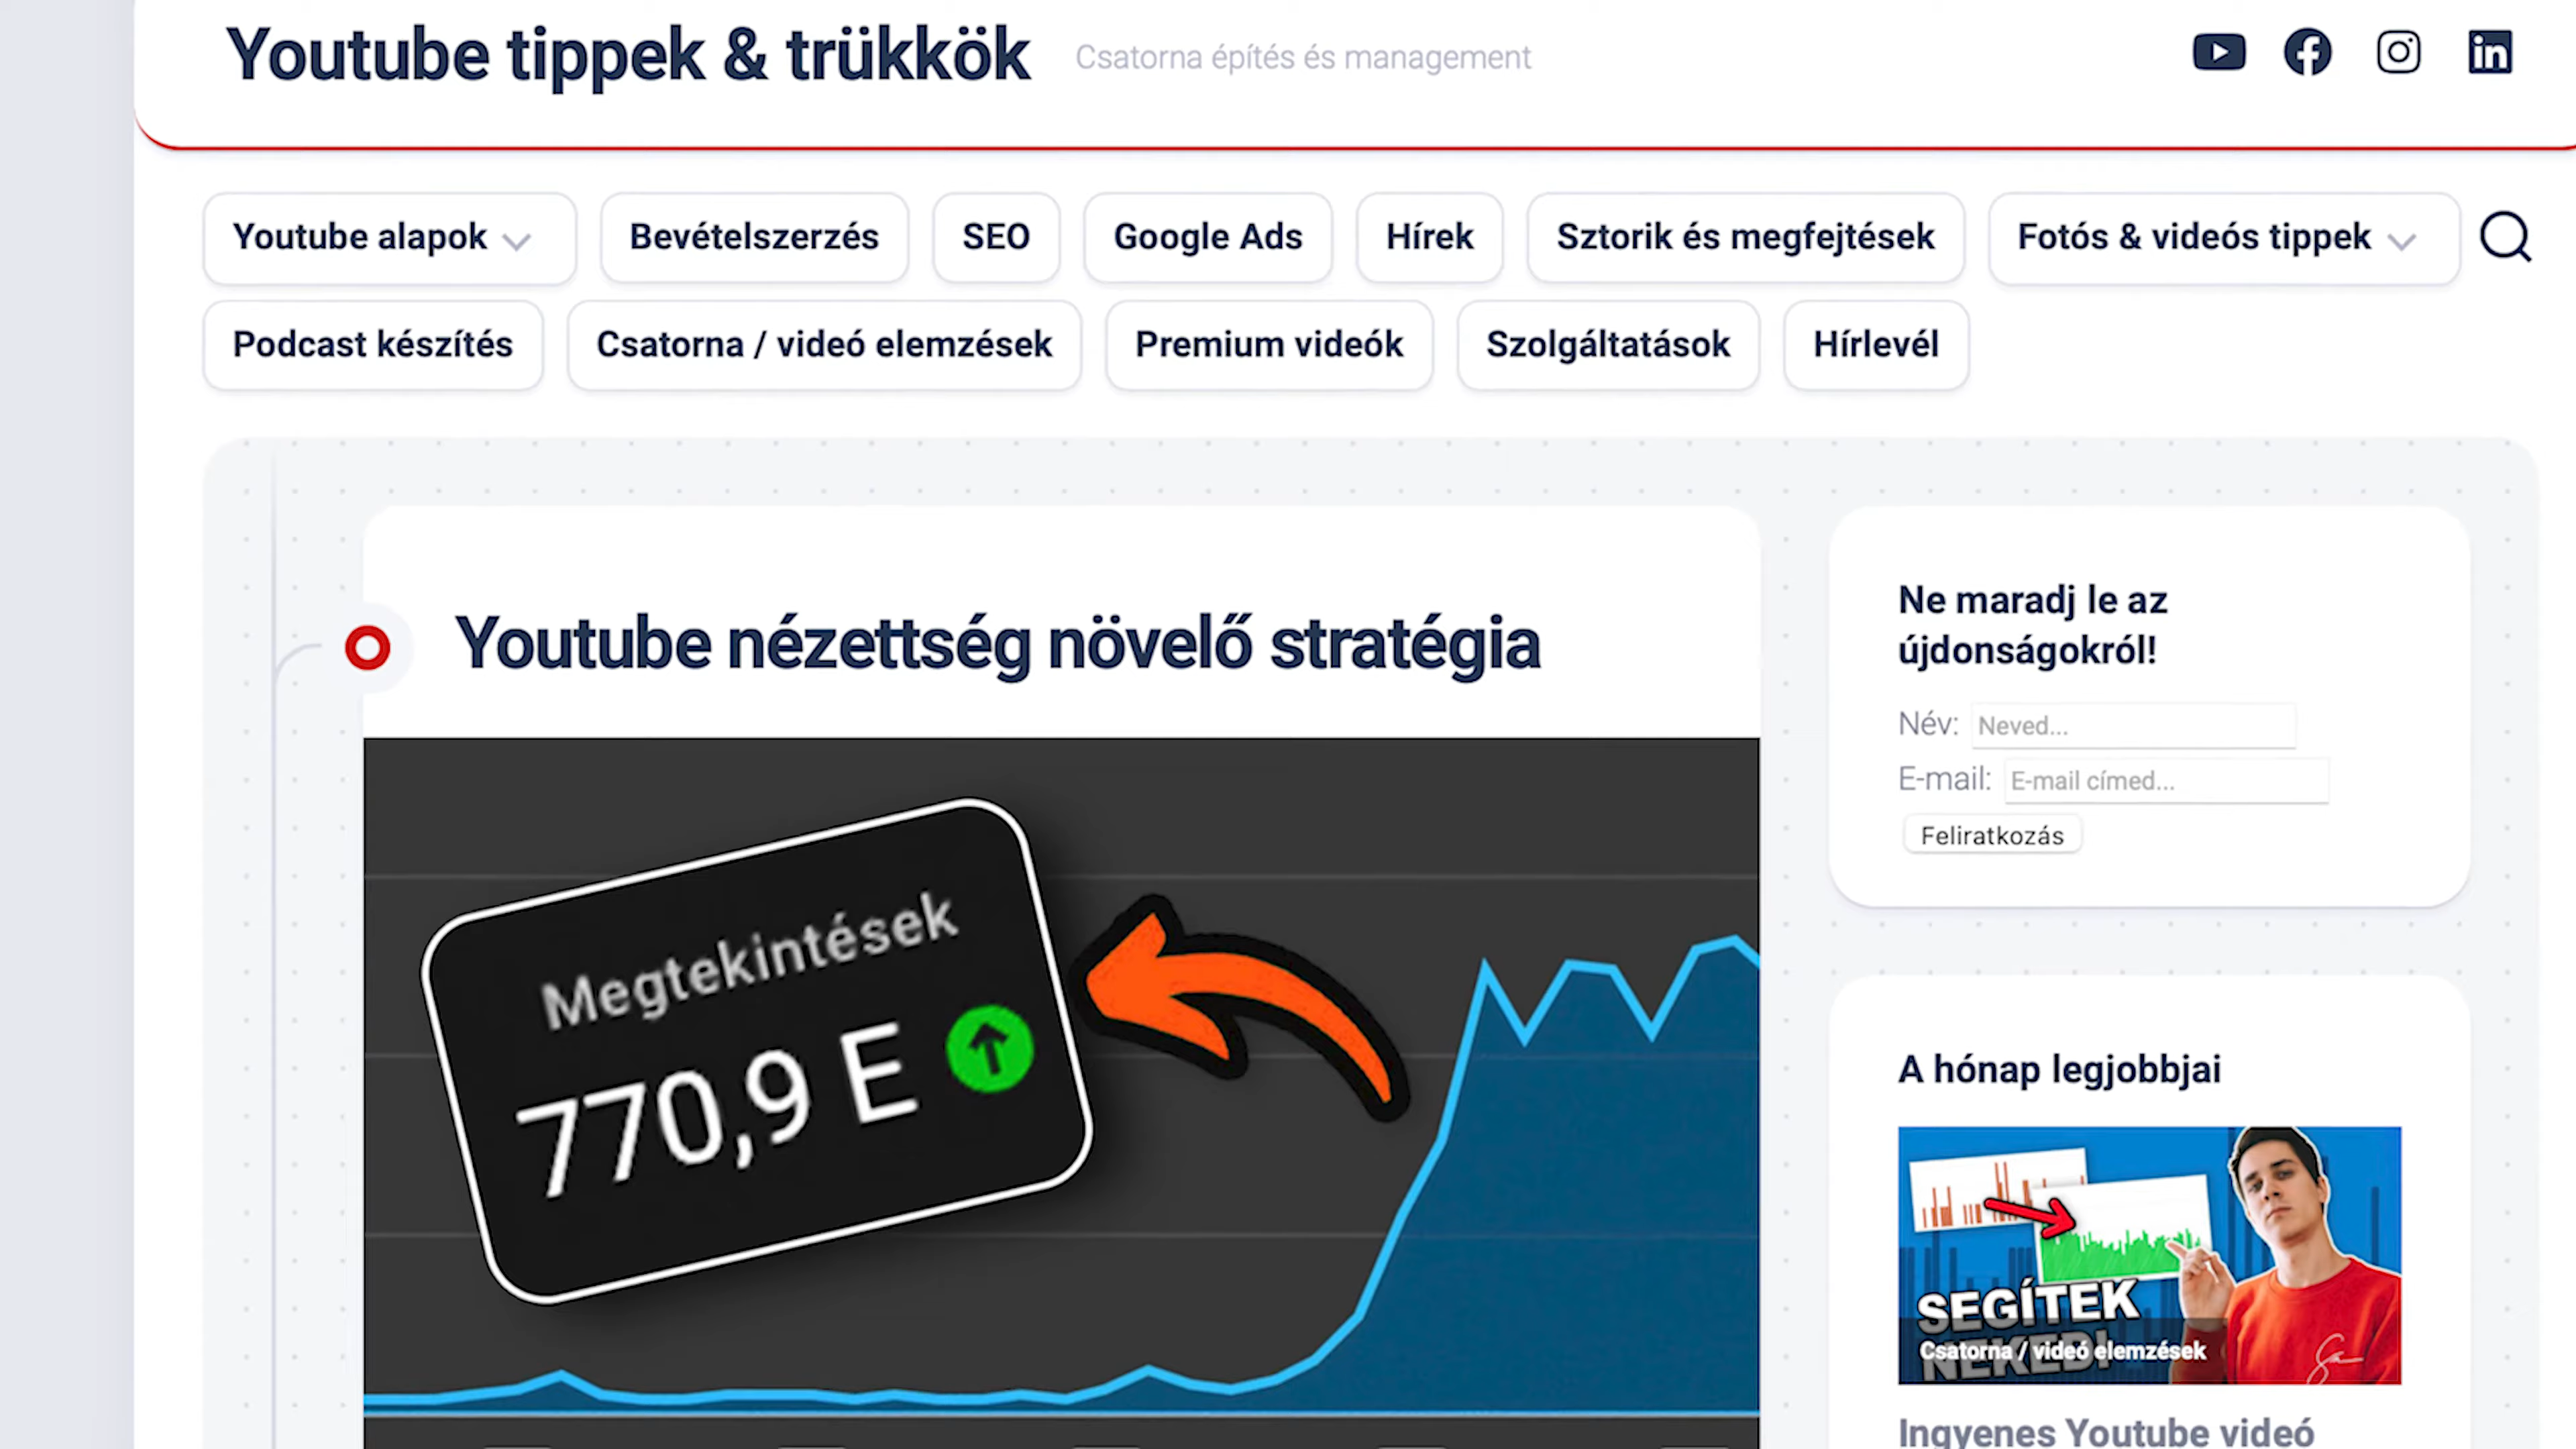 Youtube tippek & trükkök
Csatorna építés és management
Youtube alapok
Bevételszerzés
SEO
Google Ads
Hírek
Sztorik és megfejtések
Fotós & videós tippek
Podcast készítés
Csatorna / videó elemzések
Premium videók
Szolgáltatások
Hírlevél
Youtube nézettség növelő stratégia
Megtekintések
770,9 E
Ne maradj le az
újdonságokról!
Név: Neved...
E-mail: E-mail címed...
Feliratkozás
A hónap legjobbjai
SEGÍTEK
NEKED!
Csatorna / videó elemzések
Ingyenes Youtube videó